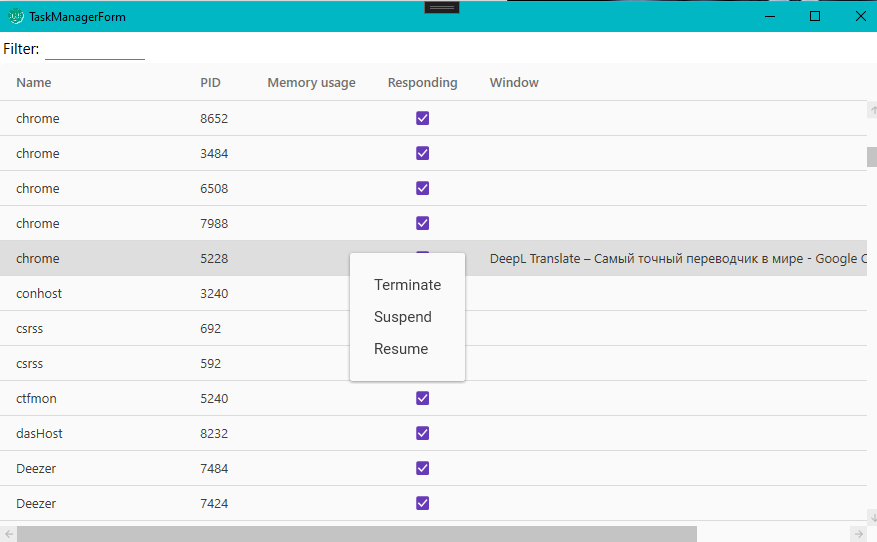 TaskManagerForm
Filter:
Name PID Memory usage Responding Window
chrome 8652
chrome 3484
chrome 6508
chrome 7988
chrome 5228 DeepL Translate – Самый точный переводчик в мире - Google
conhost 3240
Terminate
Suspend
Resume
csrss 692
csrss 592
ctfmon 5240
dasHost 8232
Deezer 7484
Deezer 7424